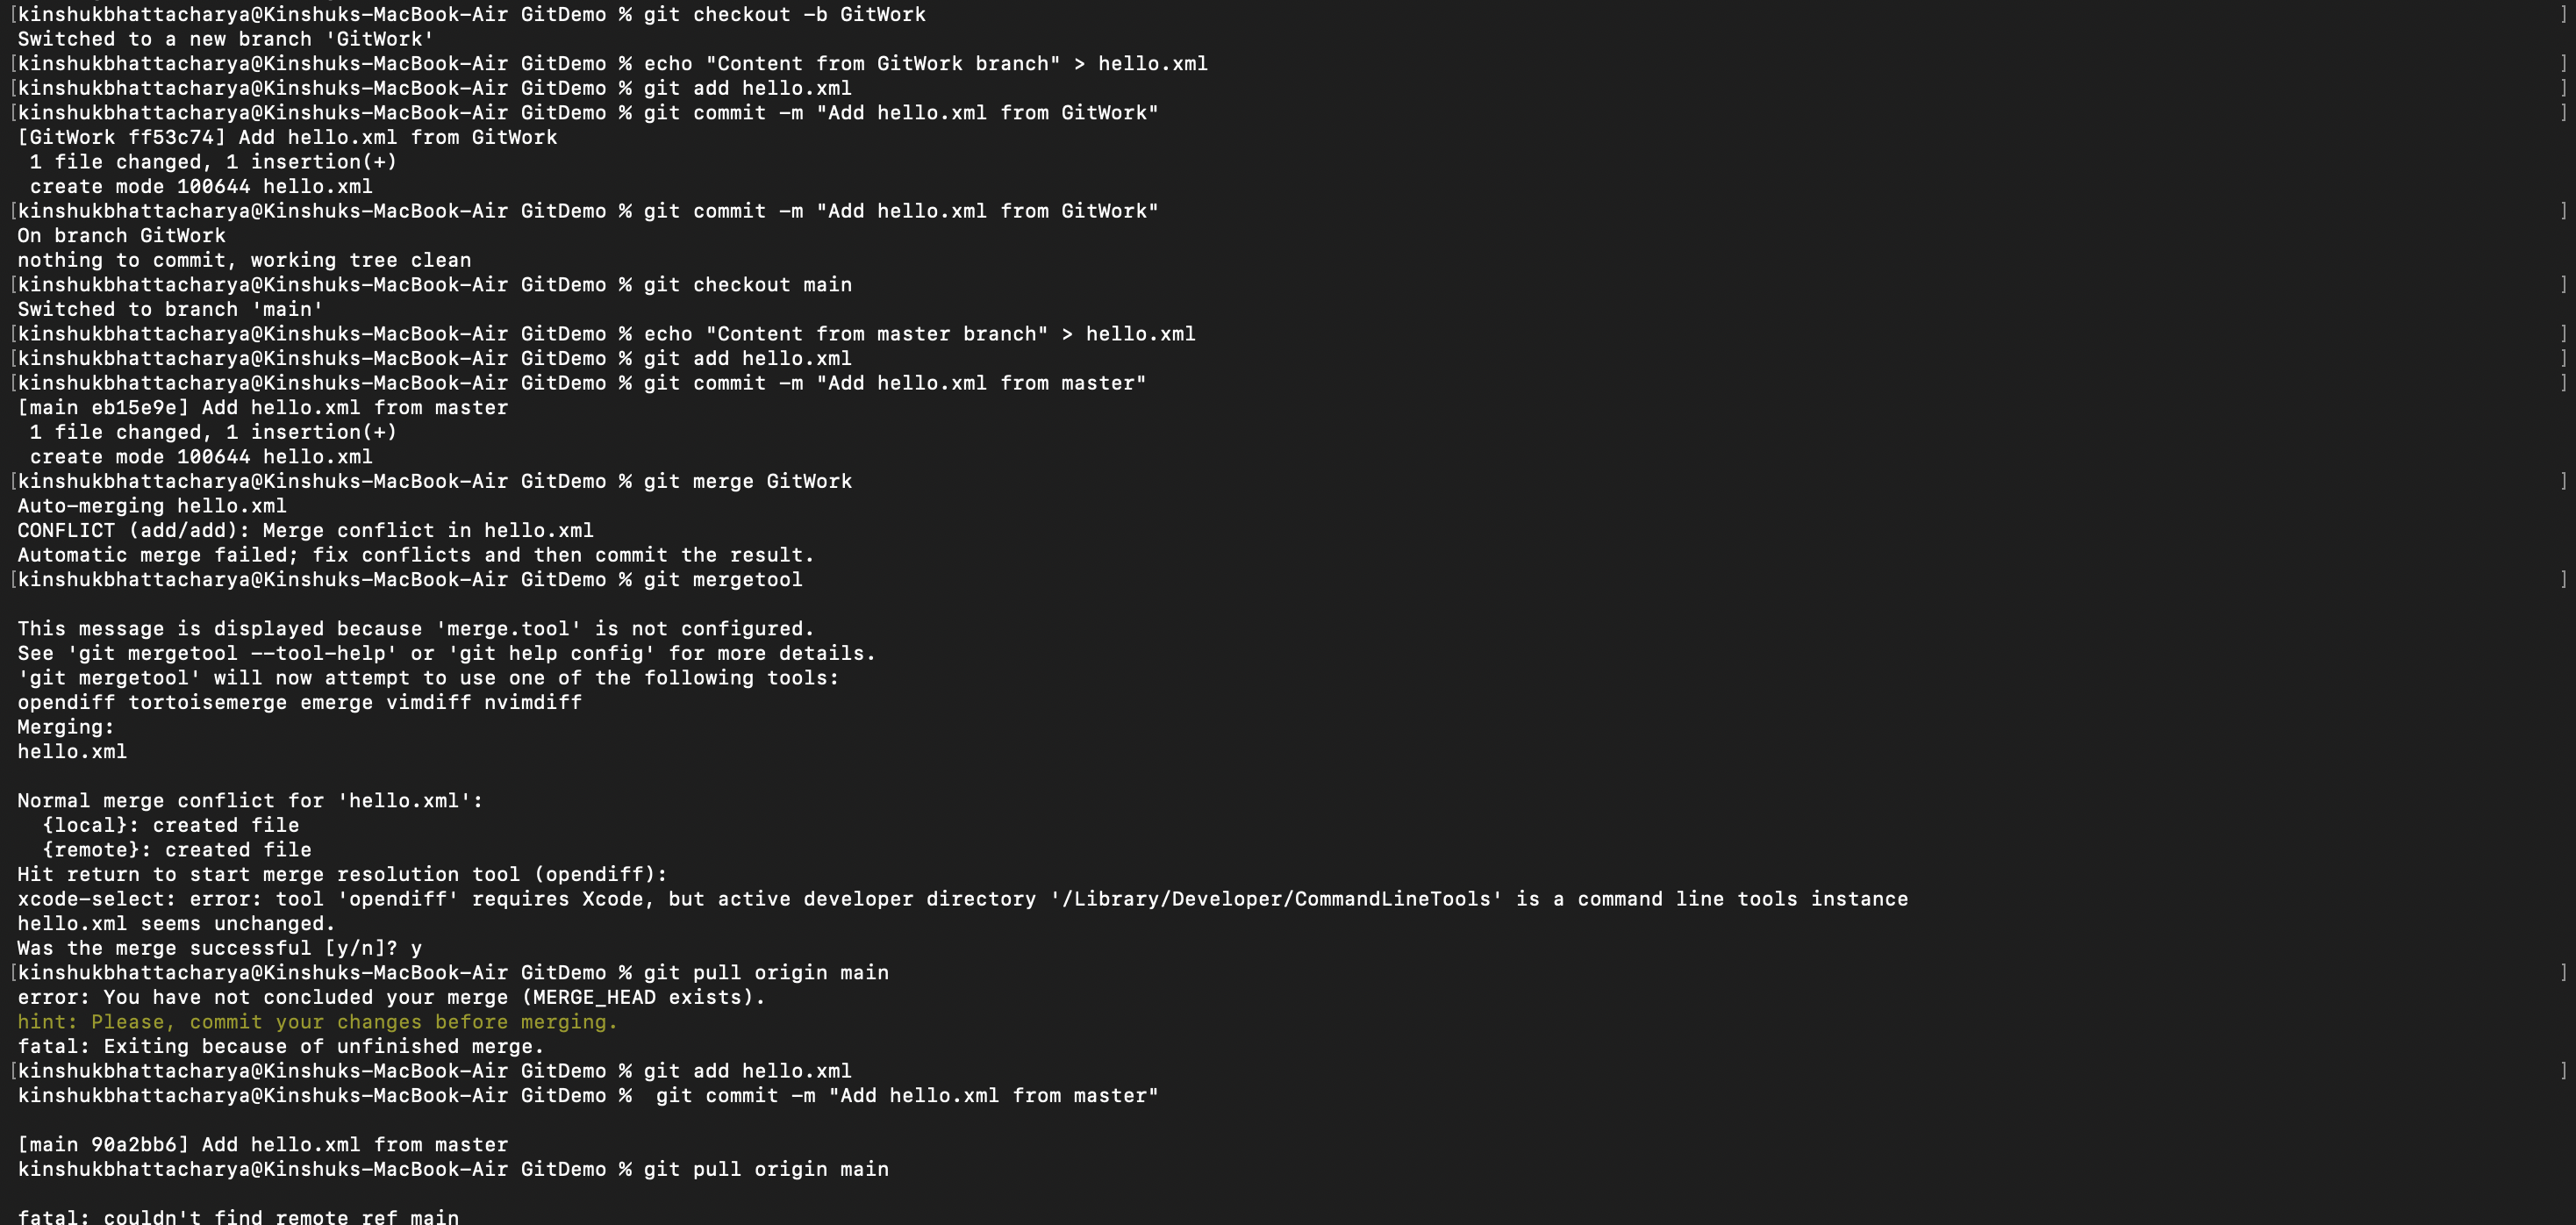 [kinshukbhattacharya@Kinshuks-MacBook-Air GitDemo % git checkout -b GitWork ]
Switched to a new branch 'GitWork'
[kinshukbhattacharya@Kinshuks-MacBook-Air GitDemo % echo "Content from GitWork branch" > hello.xml ]
[kinshukbhattacharya@Kinshuks-MacBook-Air GitDemo % git add hello.xml ]
[kinshukbhattacharya@Kinshuks-MacBook-Air GitDemo % git commit -m "Add hello.xml from GitWork" ]
[GitWork ff53c74] Add hello.xml from GitWork
 1 file changed, 1 insertion(+)
 create mode 100644 hello.xml
[kinshukbhattacharya@Kinshuks-MacBook-Air GitDemo % git commit -m "Add hello.xml from GitWork" ]
On branch GitWork
nothing to commit, working tree clean
[kinshukbhattacharya@Kinshuks-MacBook-Air GitDemo % git checkout main ]
Switched to branch 'main'
[kinshukbhattacharya@Kinshuks-MacBook-Air GitDemo % echo "Content from master branch" > hello.xml ]
[kinshukbhattacharya@Kinshuks-MacBook-Air GitDemo % git add hello.xml ]
[kinshukbhattacharya@Kinshuks-MacBook-Air GitDemo % git commit -m "Add hello.xml from master" ]
[main eb15e9e] Add hello.xml from master
 1 file changed, 1 insertion(+)
 create mode 100644 hello.xml
[kinshukbhattacharya@Kinshuks-MacBook-Air GitDemo % git merge GitWork ]
Auto-merging hello.xml
CONFLICT (add/add): Merge conflict in hello.xml
Automatic merge failed; fix conflicts and then commit the result.
[kinshukbhattacharya@Kinshuks-MacBook-Air GitDemo % git mergetool ]
This message is displayed because 'merge.tool' is not configured.
See 'git mergetool --tool-help' or 'git help config' for more details.
'git mergetool' will now attempt to use one of the following tools:
opendiff tortoisemerge emerge vimdiff nvimdiff
Merging:
hello.xml
Normal merge conflict for 'hello.xml':
  {local}: created file
  {remote}: created file
Hit return to start merge resolution tool (opendiff):
xcode-select: error: tool 'opendiff' requires Xcode, but active developer directory '/Library/Developer/CommandLineTools' is a command line tools instance
hello.xml seems unchanged.
Was the merge successful [y/n]? y
[kinshukbhattacharya@Kinshuks-MacBook-Air GitDemo % git pull origin main ]
error: You have not concluded your merge (MERGE_HEAD exists).
hint: Please, commit your changes before merging.
fatal: Exiting because of unfinished merge.
[kinshukbhattacharya@Kinshuks-MacBook-Air GitDemo % git add hello.xml ]
kinshukbhattacharya@Kinshuks-MacBook-Air GitDemo %  git commit -m "Add hello.xml from master"
[main 90a2bb6] Add hello.xml from master
kinshukbhattacharya@Kinshuks-MacBook-Air GitDemo % git pull origin main
fatal: couldn't find remote ref main